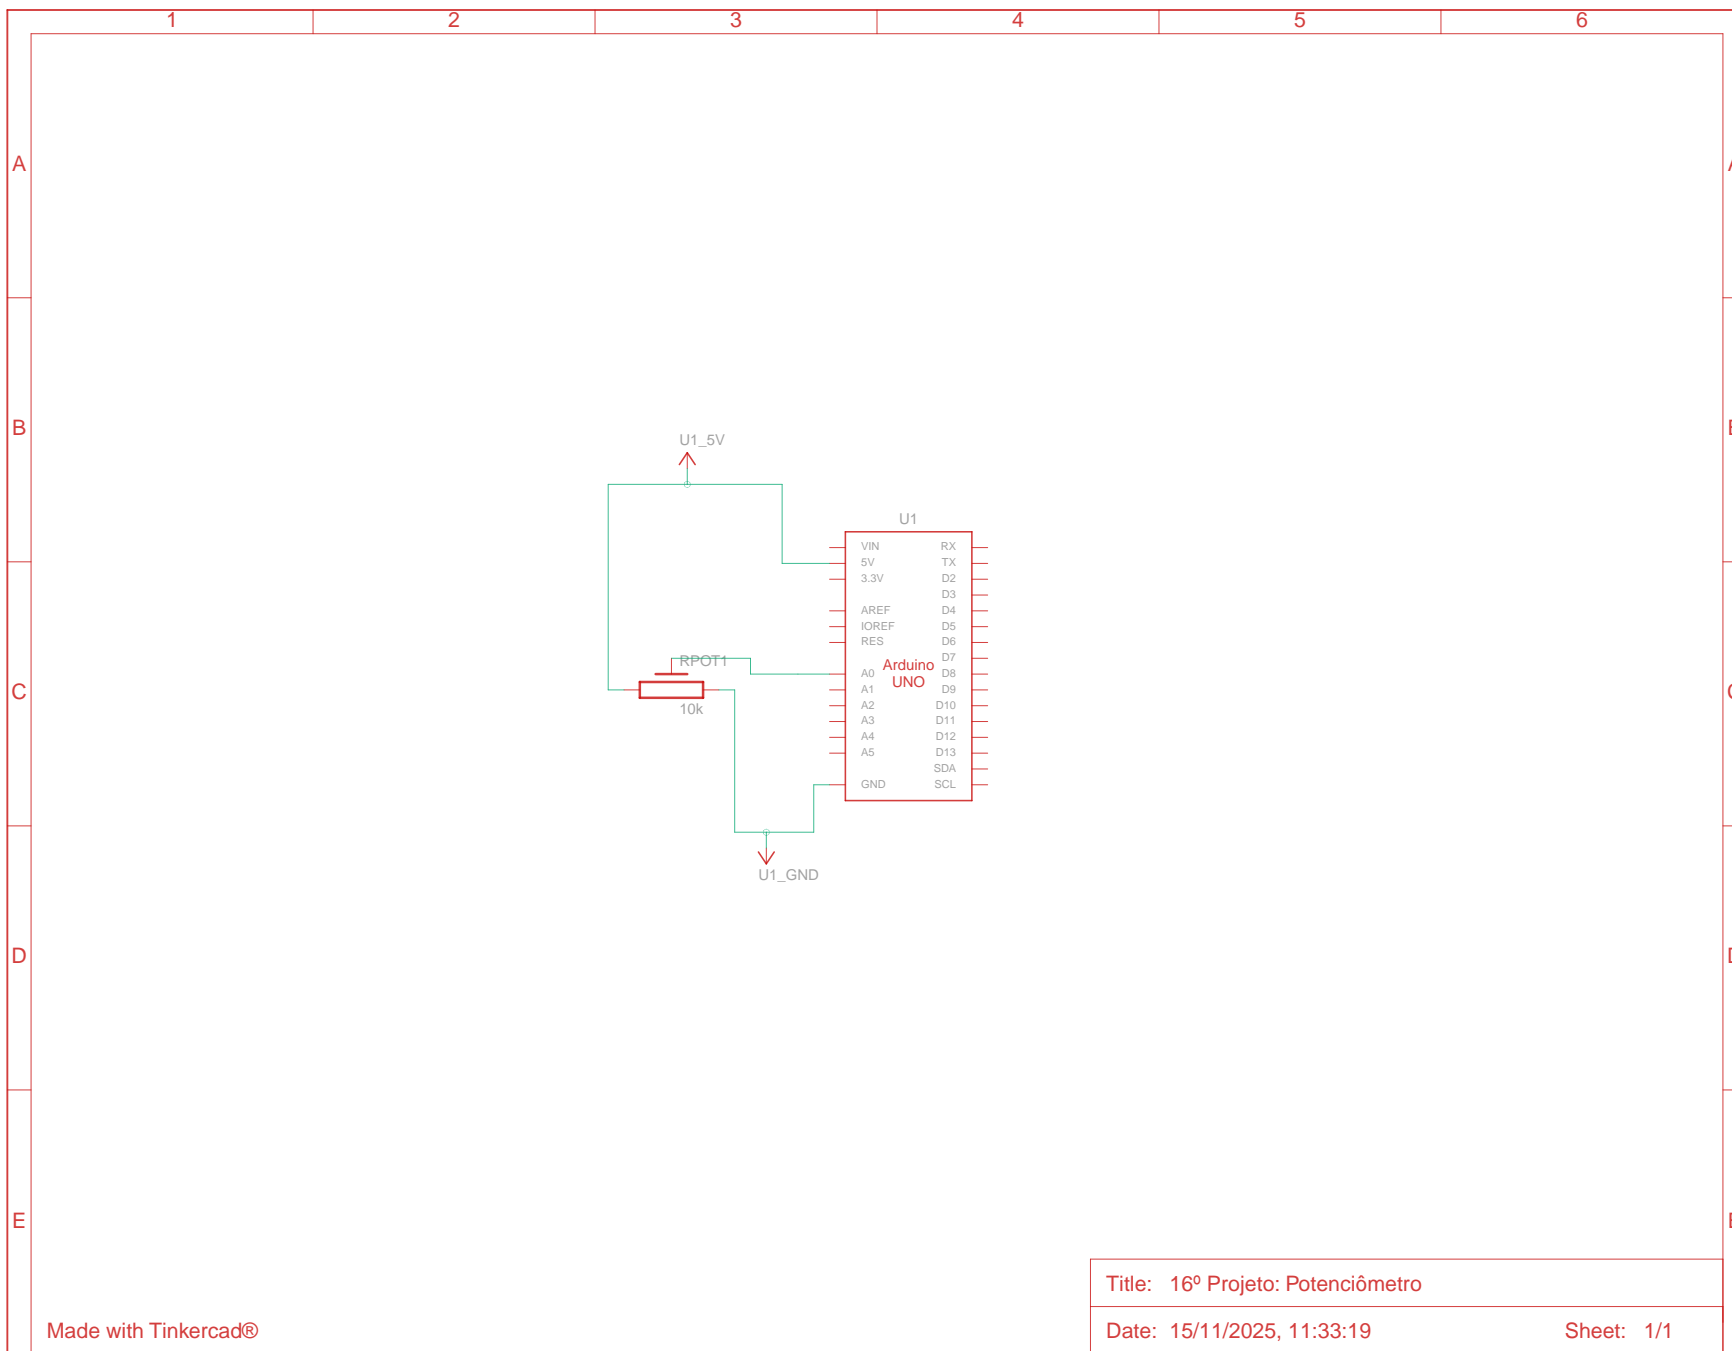 1 2 3 4 5 6
A
B
C
D
E
U1_5V
U1
VIN RX
5V TX
3.3V D2
D3
AREF D4
IOREF D5
RES D6
D7
A0 D8
A1 D9
A2 D10
A3 D11
A4 D12
A5 D13
SDA
GND SCL
Arduino
UNO
RPOT1
10k
U1_GND
Title: 16º Projeto: Potenciômetro
Made with Tinkercad®
Date: 15/11/2025, 11:33:19 Sheet: 1/1